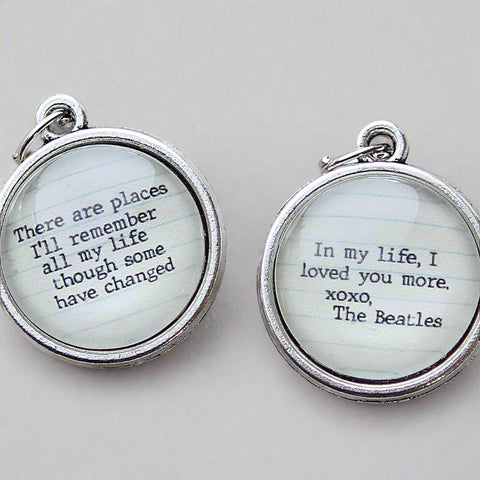 There are places
I'll remember
all my life
though some
have changed
In my life, I
loved you more.
xoxo,
The Beatles